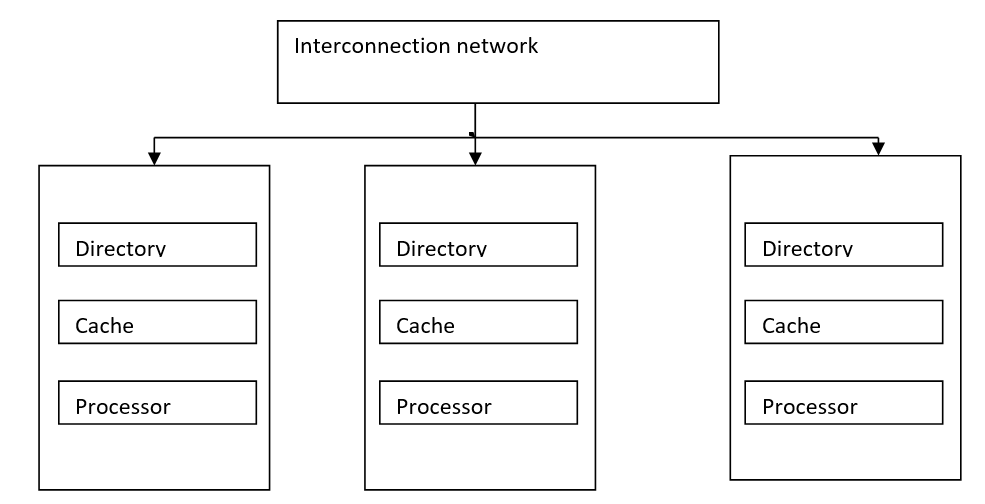 Interconnection network
Directory
Directory
Directory
Cache
Cache
Cache
Processor
Processor
Processor